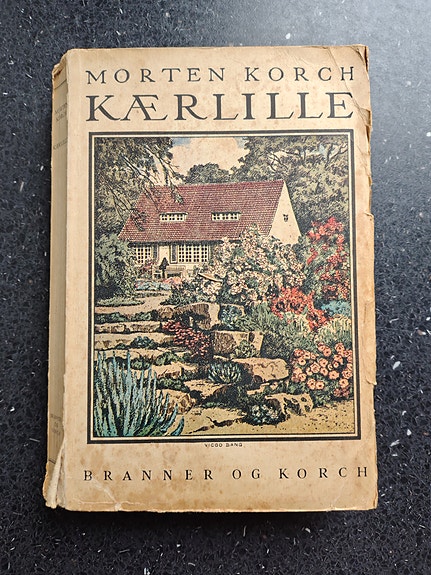 MORTEN KORCH
KÆRLILLE
VIGGO BANG
BRANNER OG KORCH